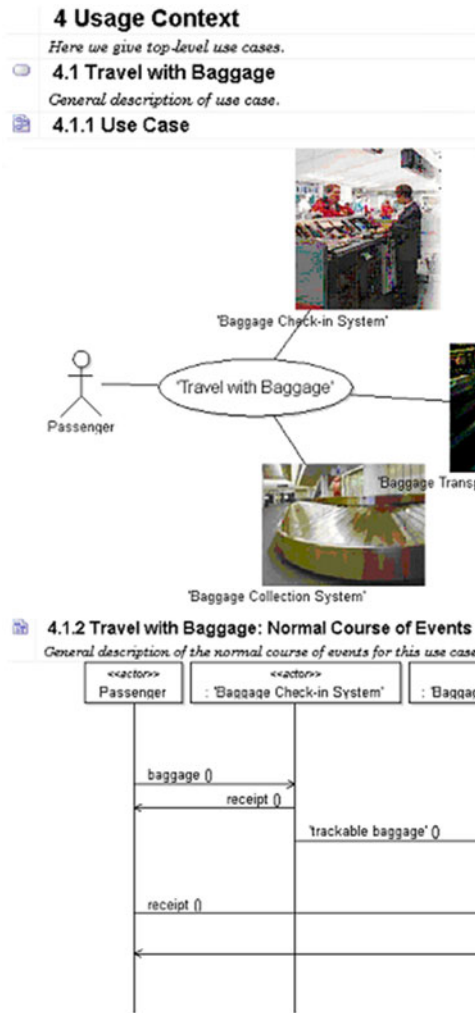 4 Usage Context
Here we give top-level use cases.
4.1 Travel with Baggage
General description of use case.
4.1.1 Use Case
'Baggage Check-in System'
'Travel with Baggage'
Passenger
'Baggage
'Baggage Collection System'
4.1.2 Travel with Baggage: Normal Course of Events
General description of the normal course of events for this use case
<<actor>>
Passenger
<<actor>>
: 'Baggage Check-in System'
baggage ()
receipt ()
'trackable baggage' ()
receipt ()